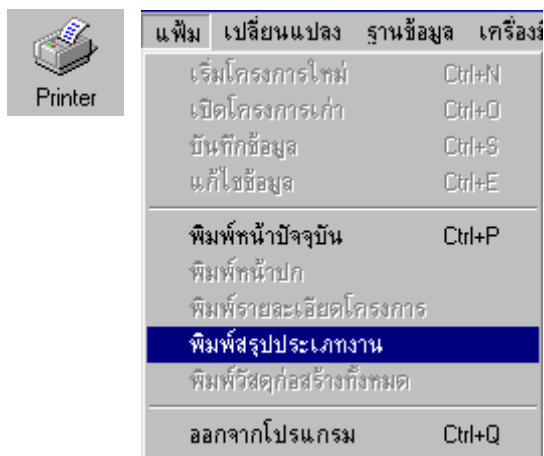 Printer
แฟ้ม เปลี่ยนแปลง ฐานข้อมูล
เริ่มโครงการใหม่ Ctrl+N
เปิดโครงการเก่า Ctrl+O
บันทึกข้อมูล Ctrl+S
แก้ไขข้อมูล Ctrl+E
พิมพ์หน้าปัจจุบัน Ctrl+P
พิมพ์หน้าปก
พิมพ์รายละเอียดโครงการ
พิมพ์สรุปประเภทงาน
พิมพ์วัสดุก่อสร้างทั้งหมด
ออกจากโปรแกรม Ctrl+Q